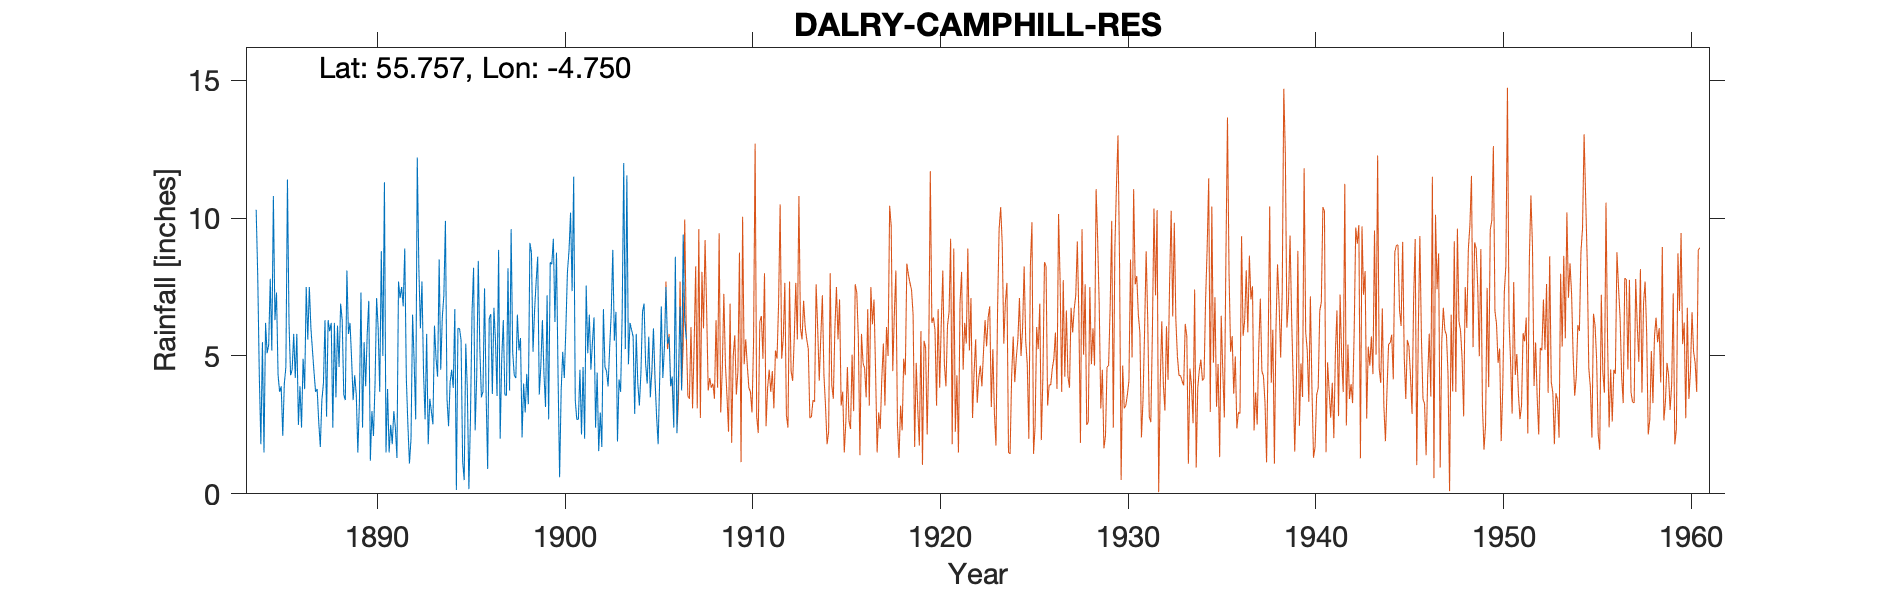 DALRY-CAMPHILL-RES
Lat: 55.757, Lon: -4.750
15
10
5
0
Rainfall [inches]
1890 1900 1910 1920 1930 1940 1950 1960
Year